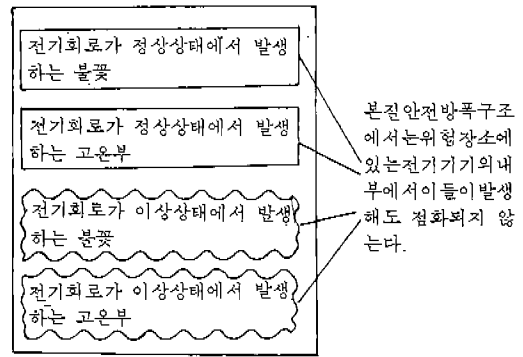 전기회로가 정상상태에서 발생
하는 불꽃
전기회로가 정상상태에서 발생
하는 고온부
전기회로가 이상상태에서 발생
하는 불꽃
전기회로가 이상상태에서 발생
하는 고온부
본질안전방폭구조
에서는위험장소에
있는전기기기의내
부에서이들이발생
해도 점화되지 않
는다.